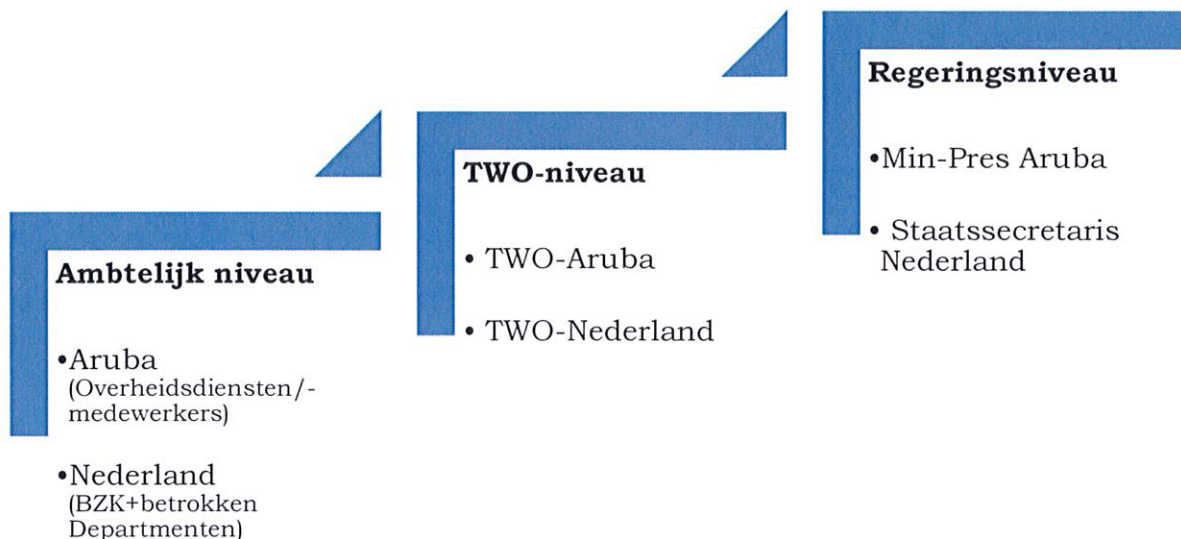 Ambtelijk niveau
•Aruba
(Overheidsdiensten/-
medewerkers)
•Nederland
(BZK+betrokken
Departmenten)
TWO-niveau
• TWO-Aruba
• TWO-Nederland
Regeringsniveau
•Min-Pres Aruba
• Staatssecretaris
Nederland